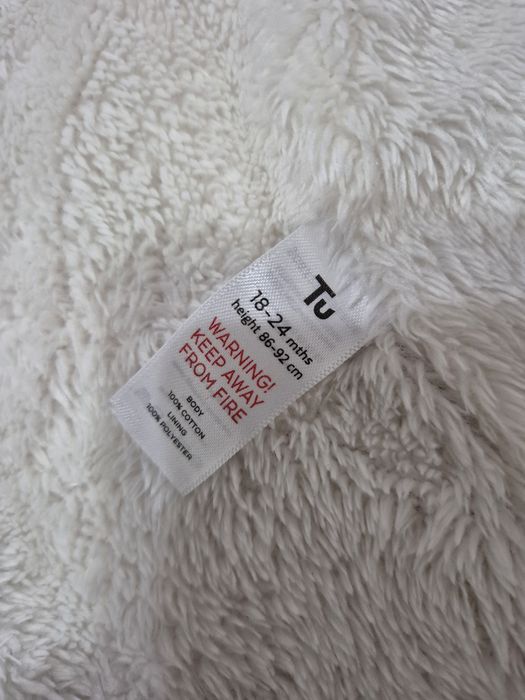 Tu
18-24 mths
height 86-92 cm
WARNING!
KEEP AWAY
FROM FIRE
BODY
100% COTTON
LINING
100% POLYESTER